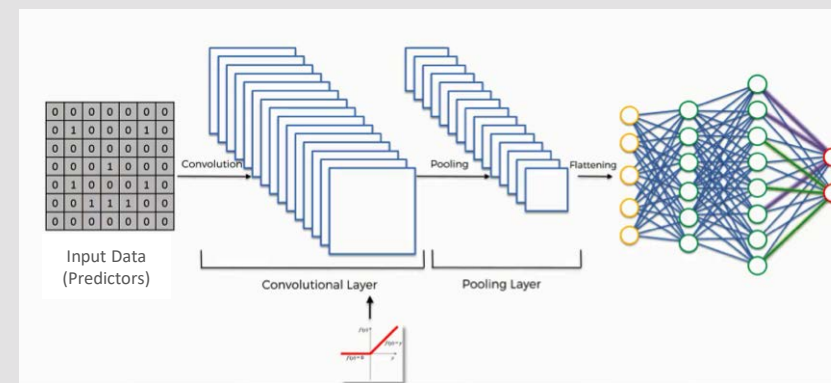 0 0 0 0 0 0 0
0 1 0 0 0 1 0
0 0 0 0 0 0 0
0 0 0 1 0 0 0
0 1 0 0 0 1 0
0 0 1 1 1 0 0
0 0 0 0 0 0 0
Input Data
(Predictors)
Convolution
Pooling
Flattening
Convolutional Layer
Pooling Layer